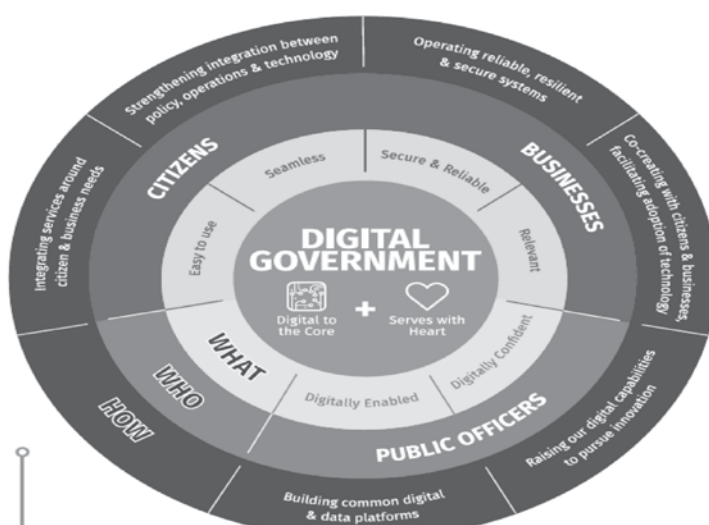 Strengthening integration between
policy, operations & technology
Operating reliable, resilient
& secure systems
Integrating services around
citizen & business needs
Co-creating with citizens & businesses,
facilitating adoption of technology
CITIZENS
BUSINESSES
Seamless
Secure & Reliable
Easy to use
Relevant
DIGITAL
GOVERNMENT
Digital to
the Core
+
Serves with
Heart
WHAT
WHO
HOW
Digitally Enabled
Digitally Confident
PUBLIC OFFICERS
Raising our digital capabilities
to pursue innovation
Building common digital
& data platforms